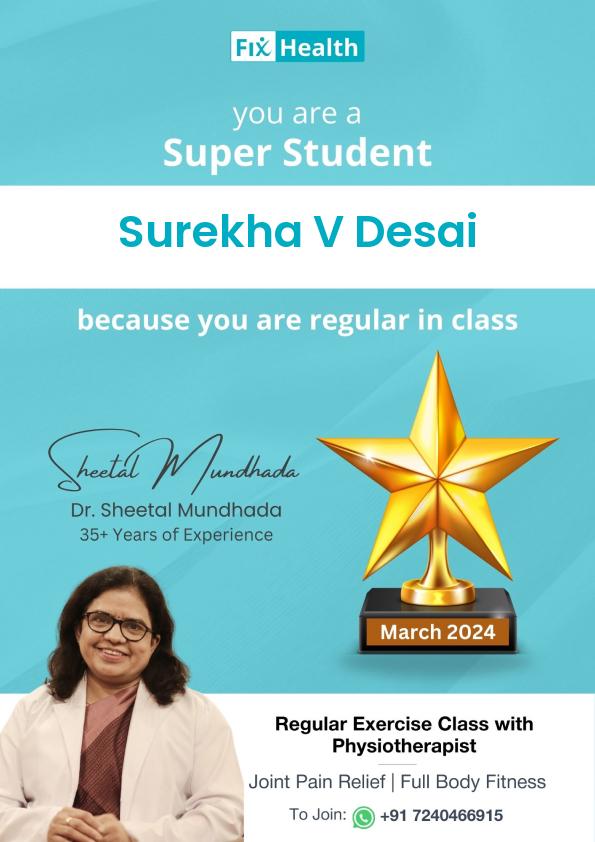 Fix Health
you are a
Super Student
Surekha V Desai
because you are regular in class
Sheetal Mundhada
Dr. Sheetal Mundhada
35+ Years of Experience
March 2024
Regular Exercise Class with
Physiotherapist
Joint Pain Relief | Full Body Fitness
To Join: +91 7240466915